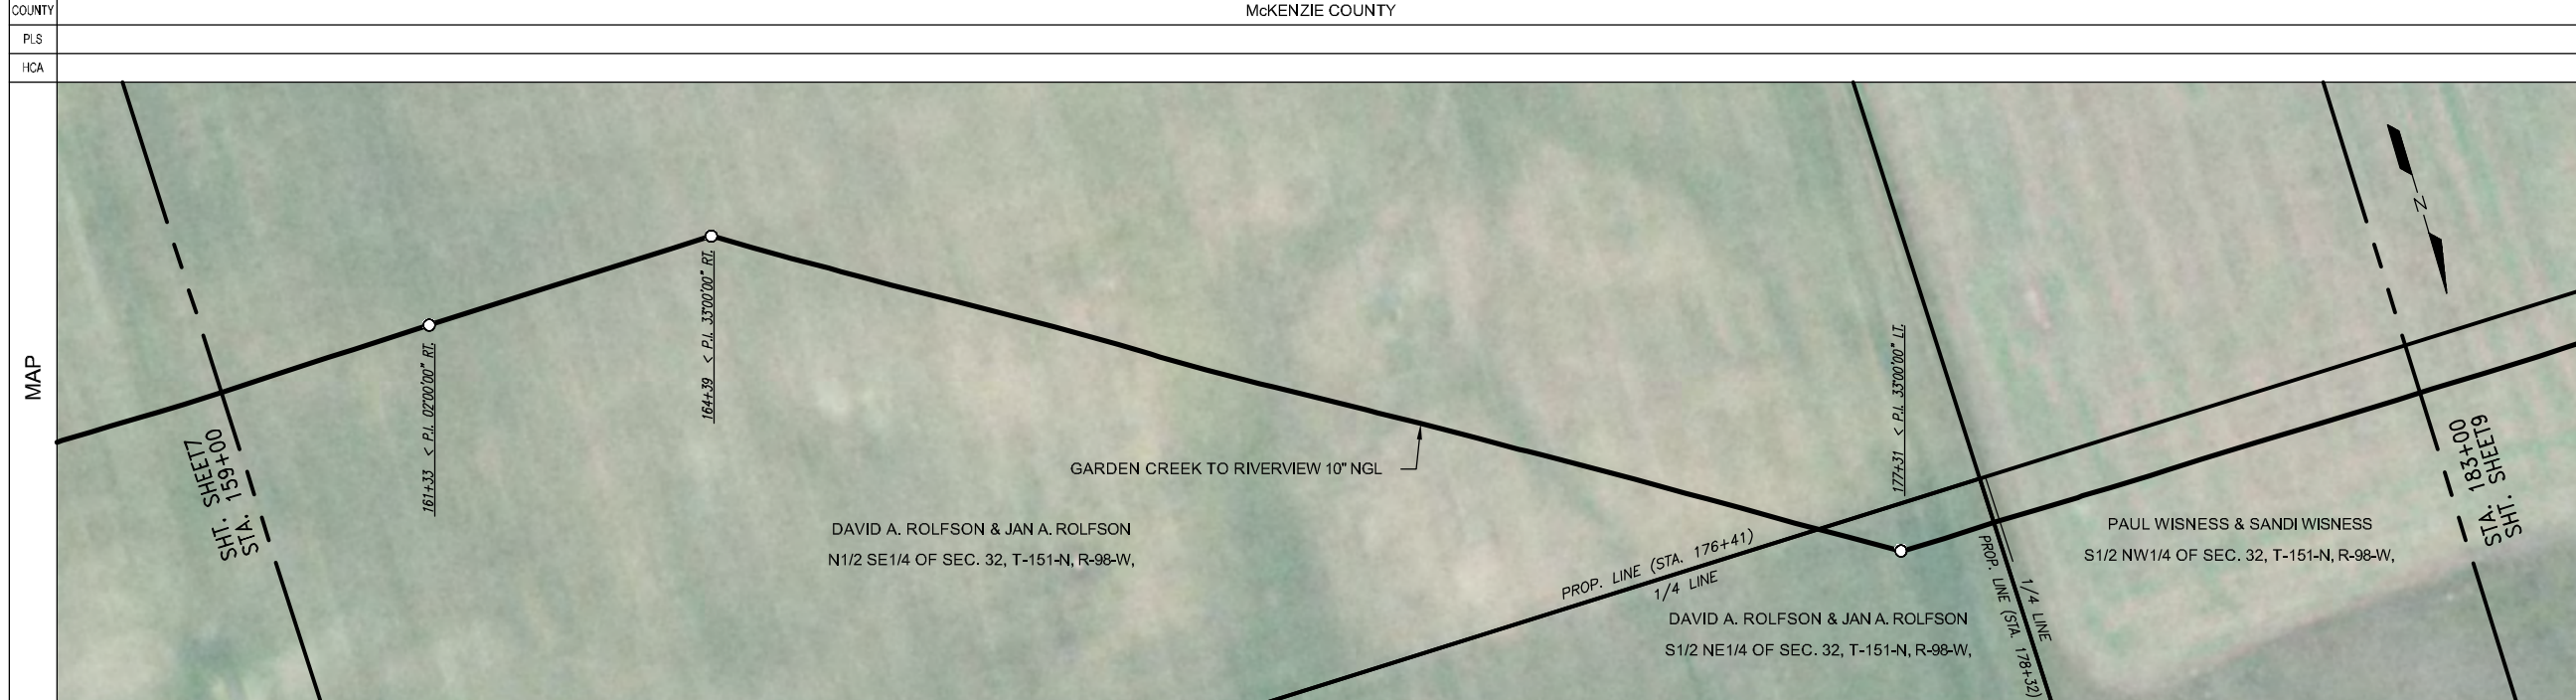 COUNTY
McKENZIE COUNTY
PLS
HCA
MAP
SHT. SHEET7
STA. 159+00
161+33 < P.I. 02°00'00" RT.
164+39 < P.I. 33°00'00" RT.
GARDEN CREEK TO RIVERVIEW 10" NGL
DAVID A. ROLFSON & JAN A. ROLFSON
N1/2 SE1/4 OF SEC. 32, T-151-N, R-98-W,
PROP. LINE (STA. 176+41)
1/4 LINE
177+31 < P.I. 33°00'00" LT.
DAVID A. ROLFSON & JAN A. ROLFSON
S1/2 NE1/4 OF SEC. 32, T-151-N, R-98-W,
PROP. LINE (STA. 178+32)
1/4 LINE
PAUL WISNESS & SANDI WISNESS
S1/2 NW1/4 OF SEC. 32, T-151-N, R-98-W,
N
STA. 183+00
SHT. SHEET9